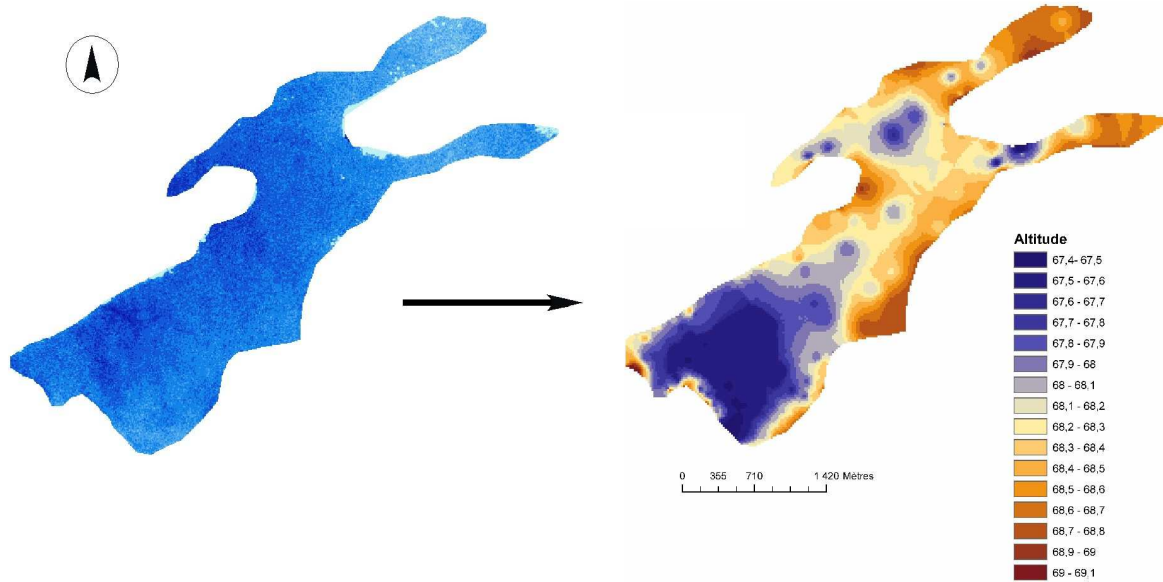 Altitude
67,4- 67,5
67,5 - 67,6
67,6 - 67,7
67,7 - 67,8
67,8 - 67,9
67,9 - 68
68 - 68,1
68,1 - 68,2
68,2 - 68,3
68,3 - 68,4
68,4 - 68,5
68,5 - 68,6
68,6 - 68,7
68,7 - 68,8
68,9 - 69
69 - 69,1
0 355 710 1 420 Mètres